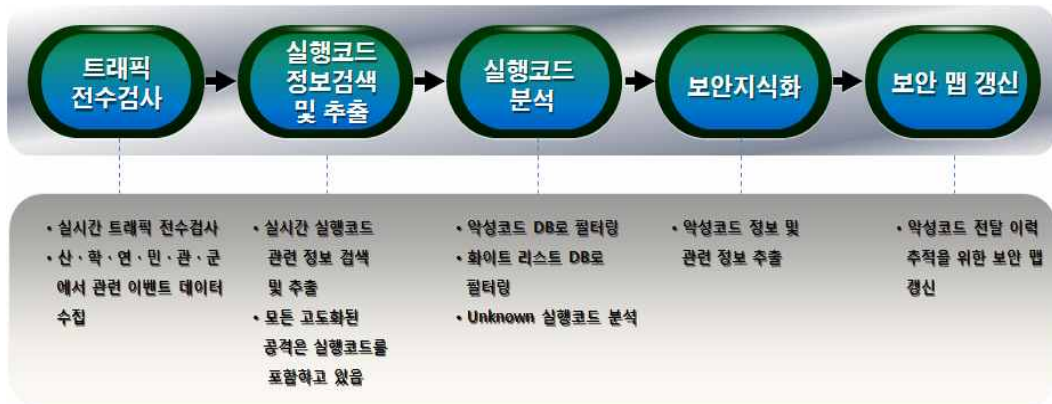 트래픽
전수검사
실행코드
정보검색
및 추출
실행코드
분석
보안지식화
보안 맵 갱신
• 실시간 트래픽 전수검사
• 산·학·연·민·관·군
에서 관련 이벤트 데이터
수집
• 실시간 실행코드
관련 정보 검색
및 추출
• 모든 고도화된
공격은 실행코드를
포함하고 있음
• 악성코드 DB로 필터링
• 화이트 리스트 DB로
필터링
• Unknown 실행코드 분석
• 악성코드 정보 및
관련 정보 추출
• 악성코드 전달 이력
추적을 위한 보안 맵
갱신